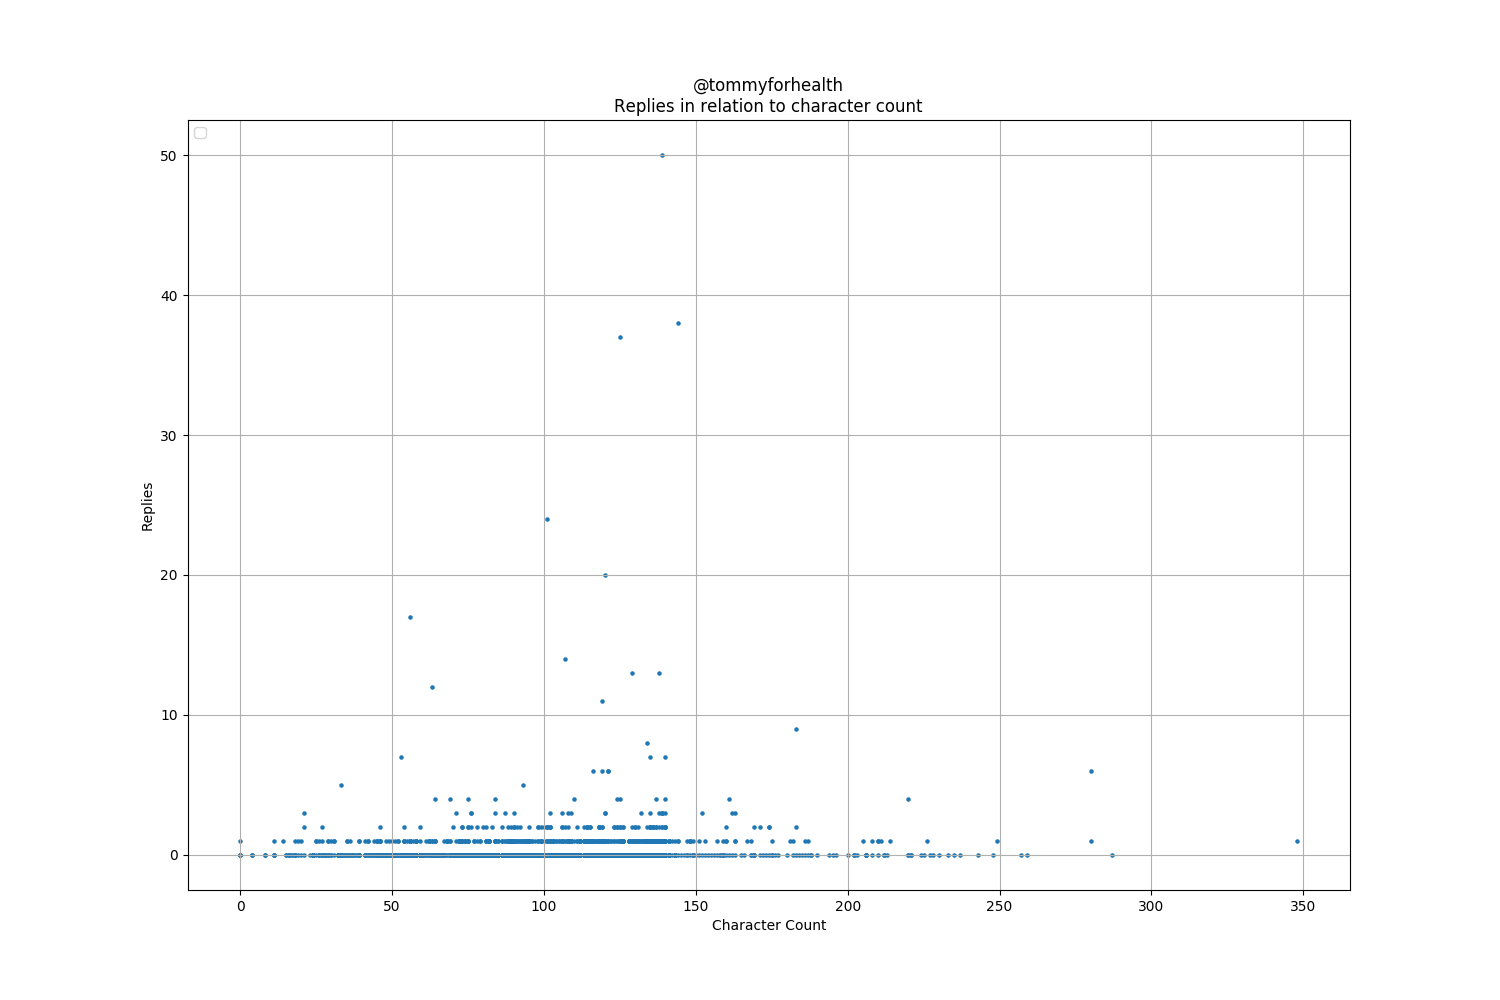 @tommyforhealth
Replies in relation to character count
50
40
30
20
10
0
Replies
0 50 100 150 200 250 300 350
Character Count